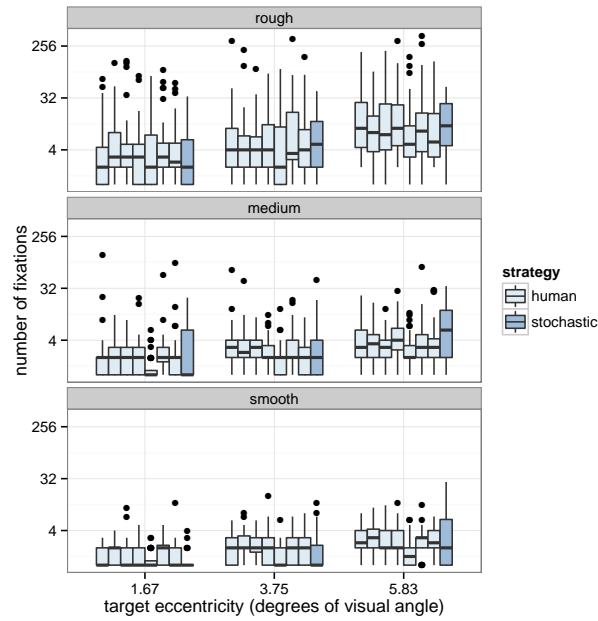 rough
256
32
4
medium
256
32
4
smooth
256
32
4
1.67 3.75 5.83
target eccentricity (degrees of visual angle)
number of fixations
strategy
human
stochastic